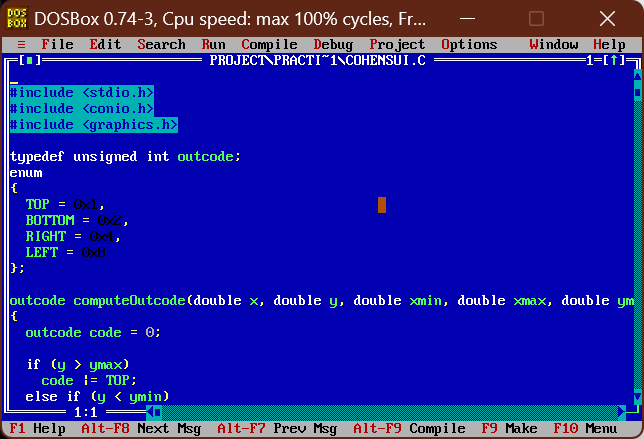 DOSBox 0.74-3, Cpu speed: max 100% cycles, Fr...
≡ File Edit Search Run Compile Debug Project Options Window Help
[■] PROJECT\PRACTI~1\COHENSUI.C 1=[↑]
#include <stdio.h>
#include <conio.h>
#include <graphics.h>
typedef unsigned int outcode;
enum
{
TOP = 0x1,
BOTTOM = 0x2,
RIGHT = 0x4,
LEFT = 0x8
};
outcode computeOutcode(double x, double y, double xmin, double xmax, double ym
{
outcode code = 0;
if (y > ymax)
code |= TOP;
else if (y < ymin)
1:1
F1 Help Alt-F8 Next Msg Alt-F7 Prev Msg Alt-F9 Compile F9 Make F10 Menu